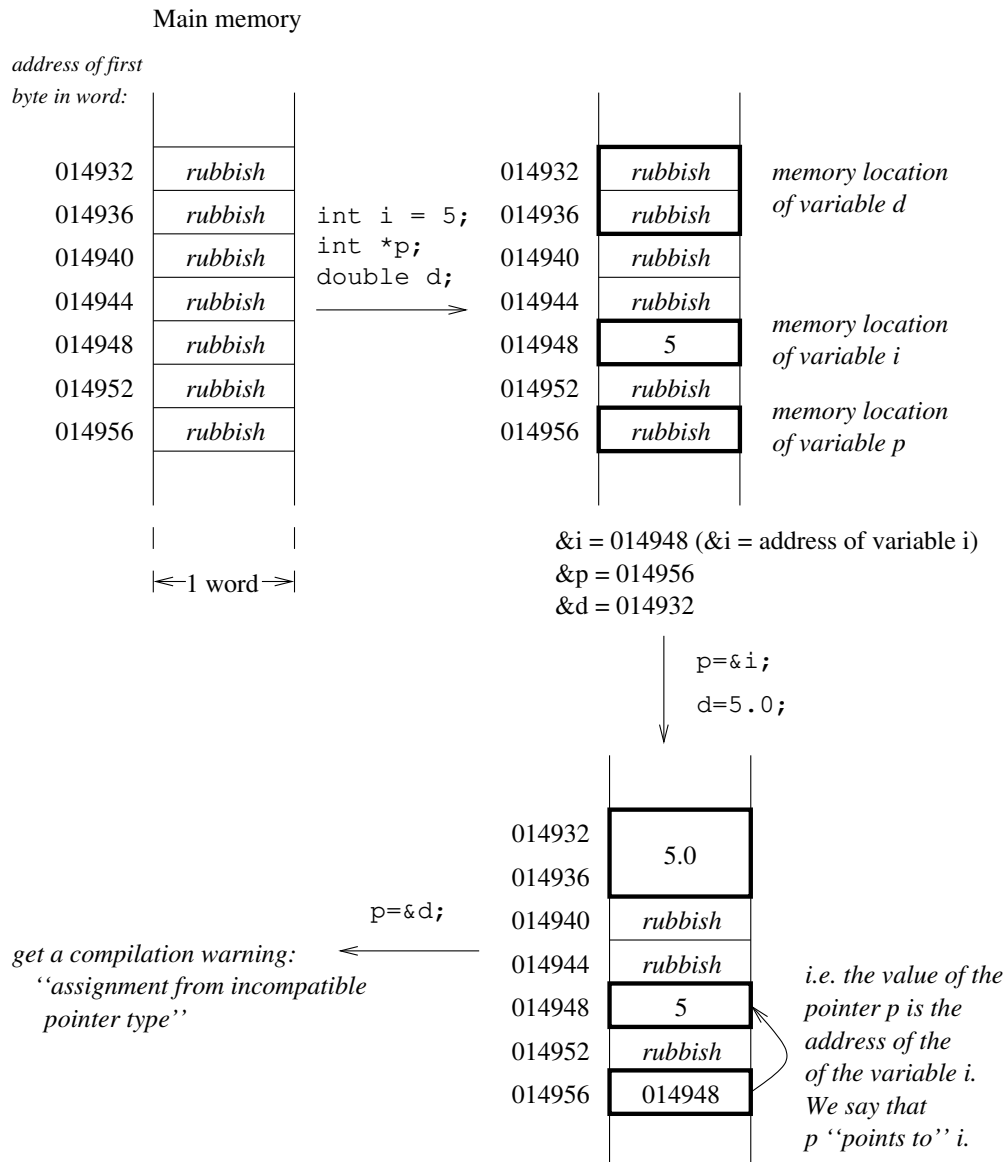 Main memory
address of first
byte in word:
014932 rubbish
014936 rubbish
014940 rubbish
014944 rubbish
014948 rubbish
014952 rubbish
014956 rubbish
1 word
int i = 5;
int *p;
double d;
014932 rubbish
014936 rubbish
014940 rubbish
014944 rubbish
014948 5
014952 rubbish
014956 rubbish
memory location
of variable d
memory location
of variable i
memory location
of variable p
&i = 014948 (&i = address of variable i)
&p = 014956
&d = 014932
p=&i;
d=5.0;
014932
5.0
014936
014940 rubbish
014944 rubbish
014948 5
014952 rubbish
014956 014948
i.e. the value of the
pointer p is the
address of the
of the variable i.
We say that
p ‘‘points to’’ i.
p=&d;
get a compilation warning:
‘‘assignment from incompatible
pointer type’’